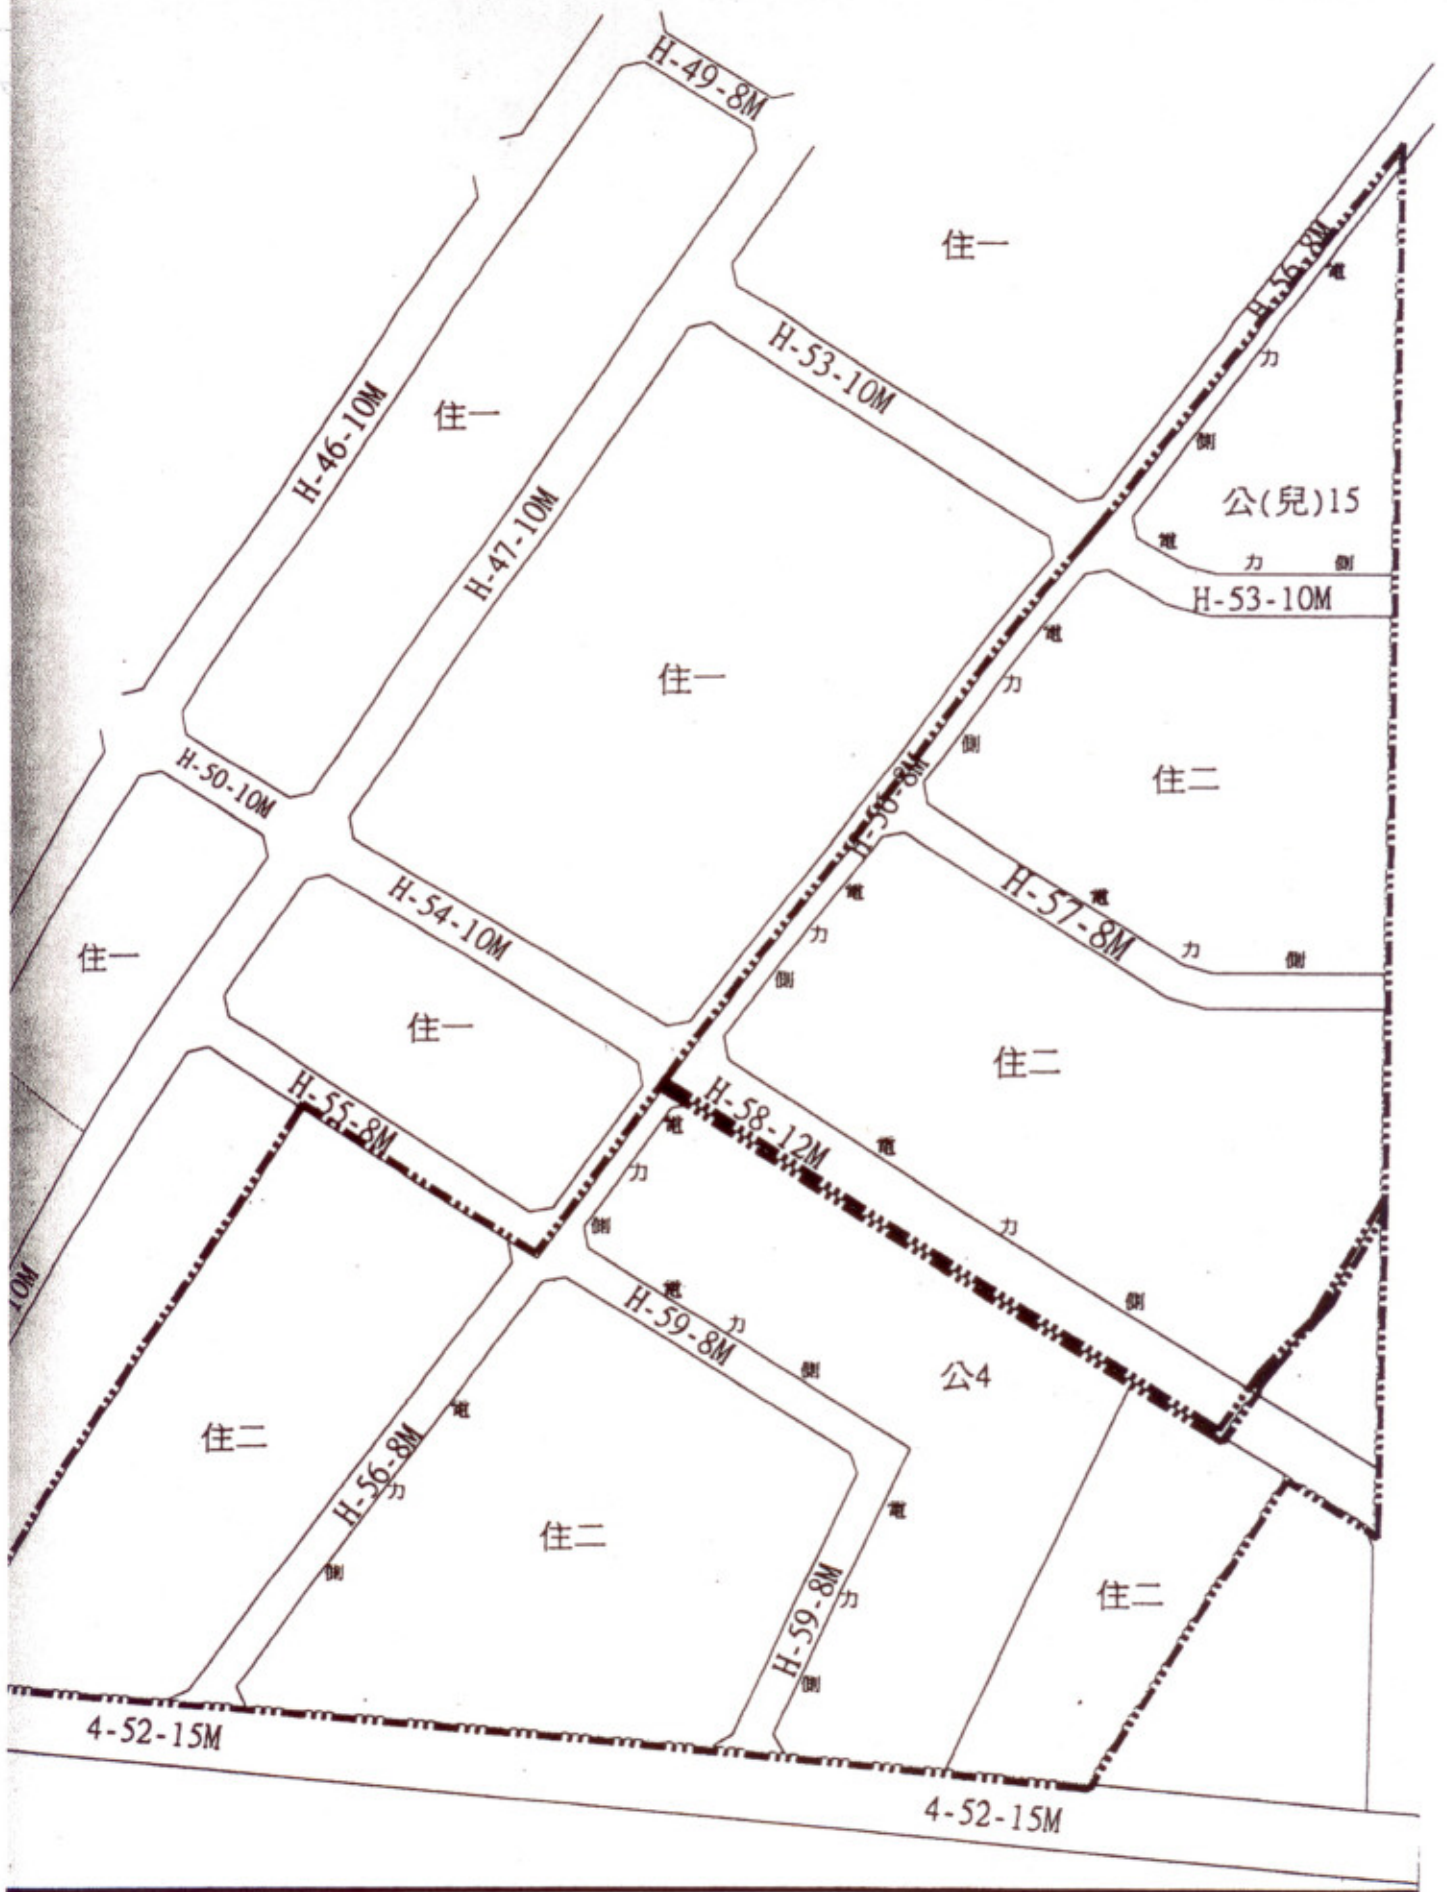 H-49-8M
住一
H-56-8M
電
力
側
H-53-10M
住一
H-46-10M
公(兒)15
電
力
側
H-53-10M
H-47-10M
電
力
側
住一
住二
H-50-10M
H-56-8M
電
力
側
H-57-8M
電
力
側
H-54-10M
住一
住一
住二
H-55-8M
H-58-12M
電
力
側
電
力
側
10M
電
力
側
H-59-8M
公4
住二
電
力
側
H-56-8M
住二
電
力
側
H-59-8M
住二
4-52-15M
4-52-15M